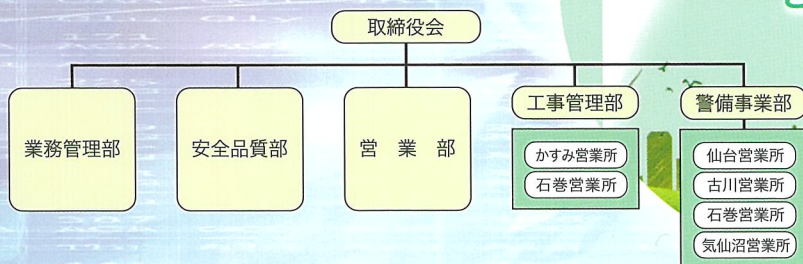 取締役会
業務管理部
安全品質部
営業部
工事管理部
かすみ営業所
石巻営業所
警備事業部
仙台営業所
古川営業所
石巻営業所
気仙沼営業所